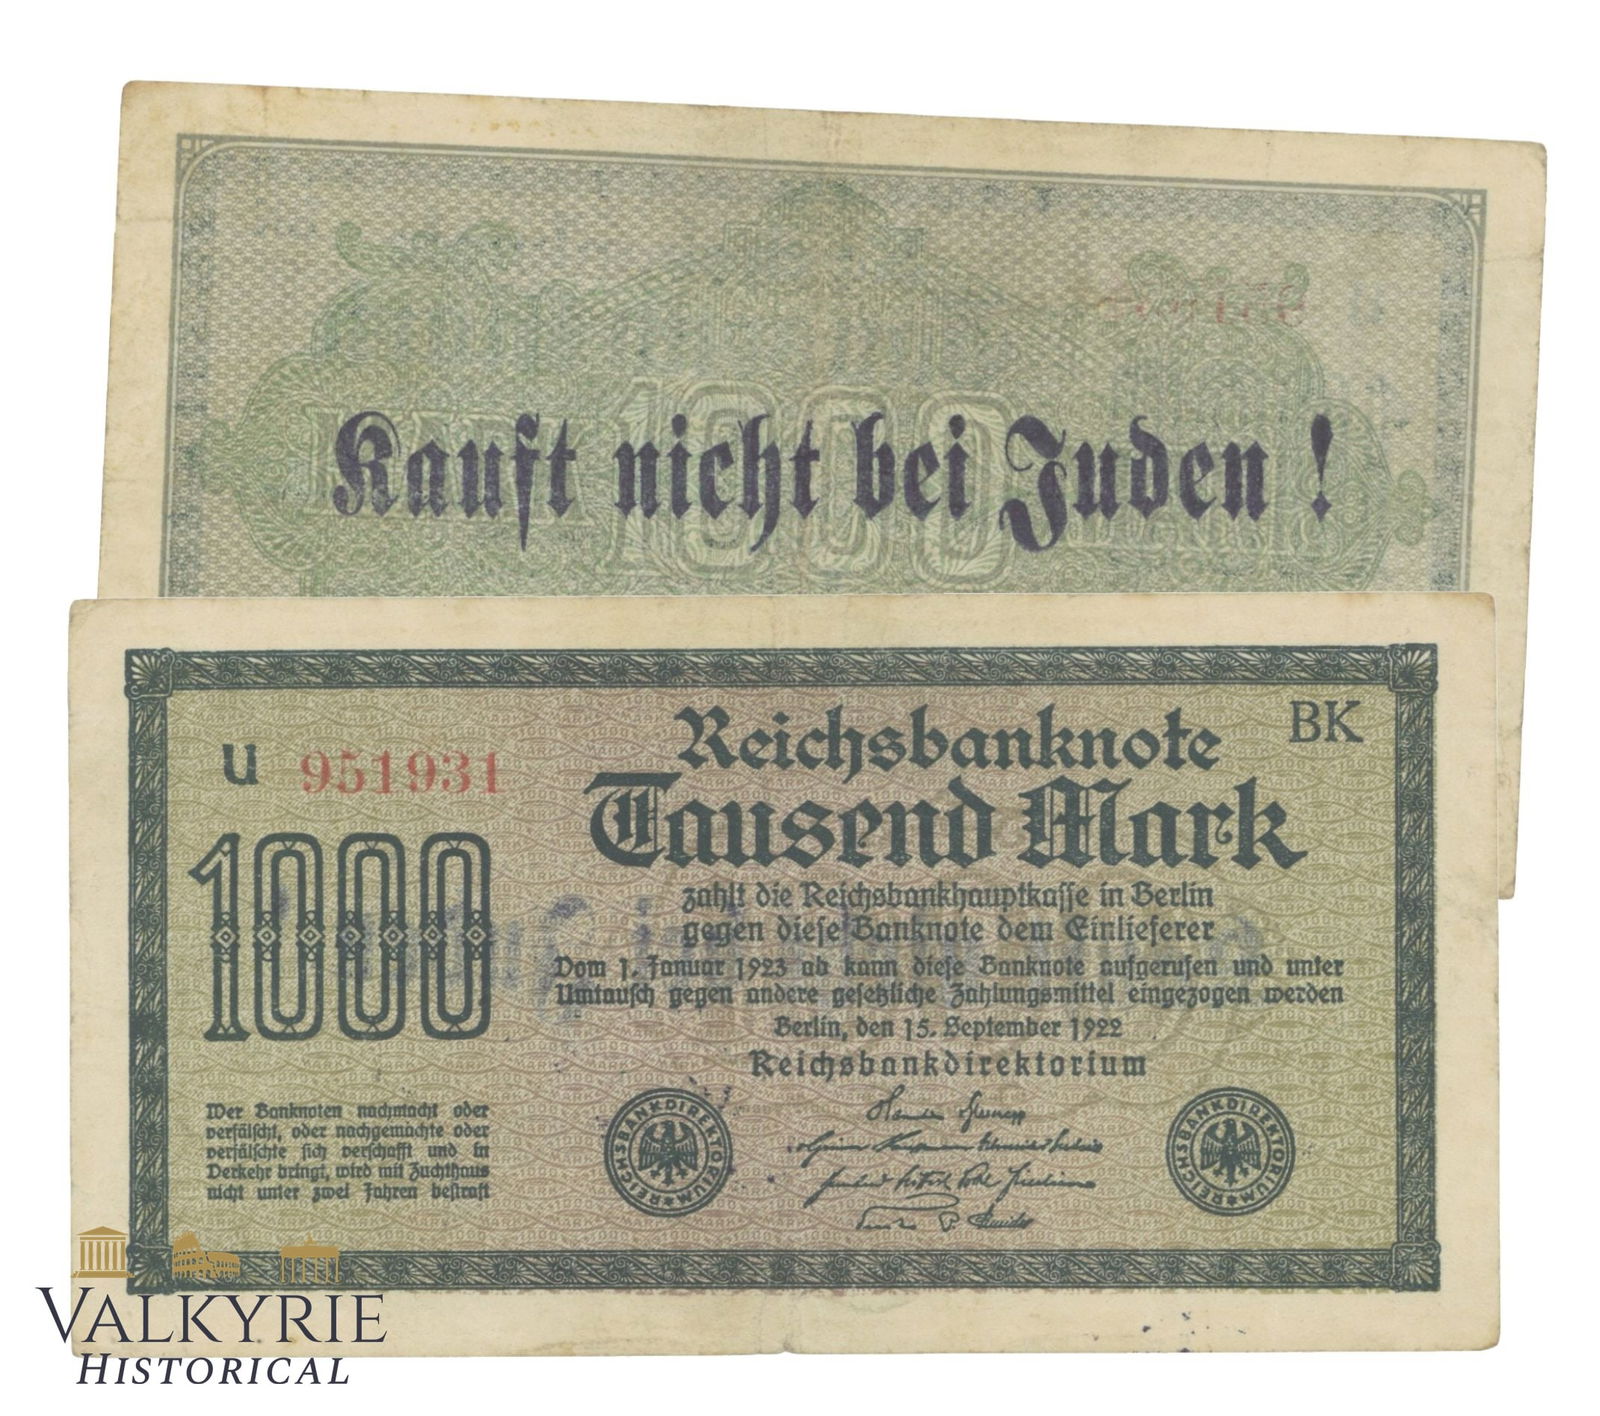 Kauft nicht bei Juden !
Reichsbanknote
BK
u 951931
Tausend Mark
1000
zahlt die Reichsbankhauptkasse in Berlin
gegen diese Banknote dem Einlieferer
Vom 1. Januar 1923 ab kann diese Banknote aufgerufen und unter
Umtausch gegen andere gesetzliche Zahlungsmittel eingezogen werden
Berlin, den 15. September 1922
Reichsbankdirektorium
Wer Banknoten nachmacht oder
verfälscht, oder nachgemachte oder
verfälschte sich verschafft und in
Verkehr bringt, wird mit Zuchthaus
nicht unter zwei Jahren bestraft
REICHSBANKDIREKTORIUM
REICHSBANKDIREKTORIUM
VALKYRIE
HISTORICAL